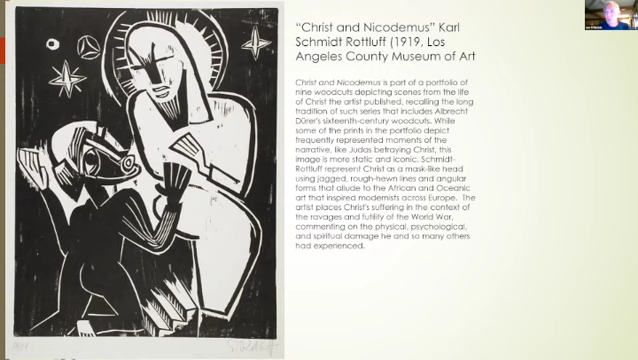 “Christ and Nicodemus” Karl
Schmidt Rottluff (1919, Los
Angeles County Museum of Art
Christ and Nicodemus is part of a portfolio of
nine woodcuts depicting scenes from the life
of Christ the artist published, recalling the long
tradition of such series that includes Albrecht
Dürer's sixteenth-century woodcuts. While
some of the prints in the portfolio depict
frequently represented moments of the
narrative, like Judas betraying Christ, this
image is more static and iconic. Schmidt-
Rottluff represent Christ as a mask-like head
using jagged, rough-hewn lines and angular
forms that allude to the African and Oceanic
art that inspired modernists across Europe. The
artist places Christ's suffering in the context of
the ravages and futility of the World War,
commenting on the physical, psychological,
and spiritual damage he and so many others
had experienced.